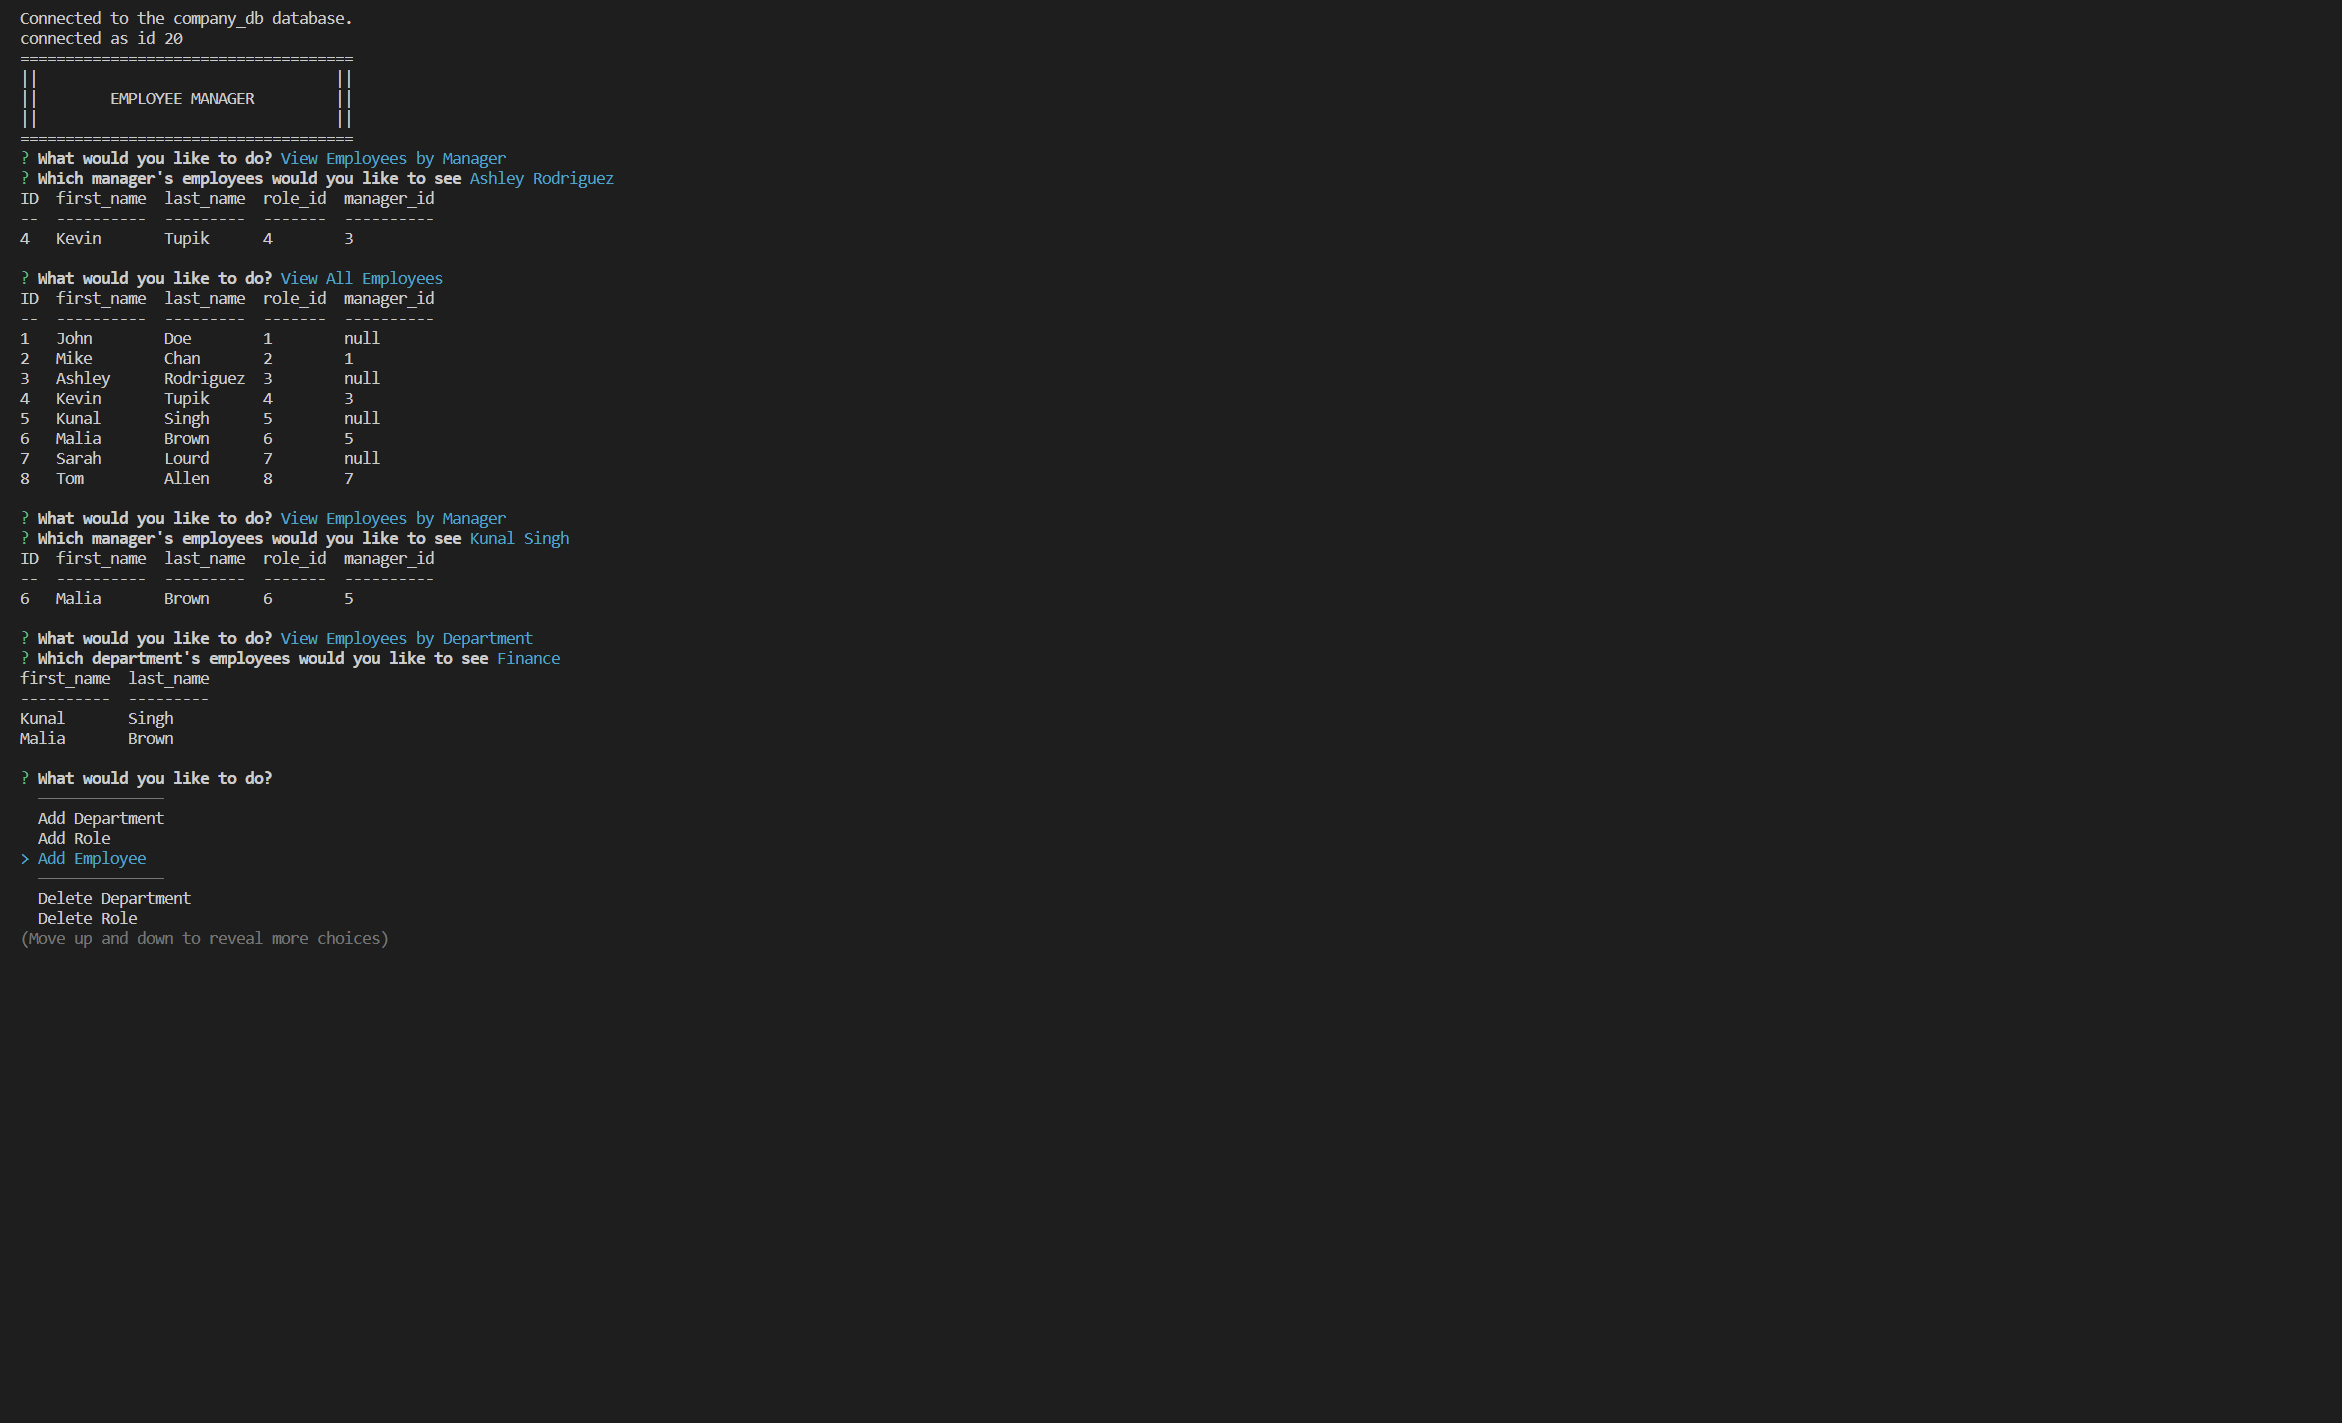 Connected to the company_db database.
connected as id 20
=====================================
||                                 ||
||        EMPLOYEE MANAGER         ||
||                                 ||
=====================================
? What would you like to do? View Employees by Manager
? Which manager's employees would you like to see Ashley Rodriguez
ID  first_name  last_name  role_id  manager_id
--  ----------  ---------  -------  ----------
4   Kevin       Tupik      4        3

? What would you like to do? View All Employees
ID  first_name  last_name  role_id  manager_id
--  ----------  ---------  -------  ----------
1   John        Doe        1        null
2   Mike        Chan       2        1
3   Ashley      Rodriguez  3        null
4   Kevin       Tupik      4        3
5   Kunal       Singh      5        null
6   Malia       Brown      6        5
7   Sarah       Lourd      7        null
8   Tom         Allen      8        7

? What would you like to do? View Employees by Manager
? Which manager's employees would you like to see Kunal Singh
ID  first_name  last_name  role_id  manager_id
--  ----------  ---------  -------  ----------
6   Malia       Brown      6        5

? What would you like to do? View Employees by Department
? Which department's employees would you like to see Finance
first_name  last_name
----------  ---------
Kunal       Singh
Malia       Brown

? What would you like to do?
  ──────────────
  Add Department
  Add Role
> Add Employee
  ──────────────
  Delete Department
  Delete Role
(Move up and down to reveal more choices)